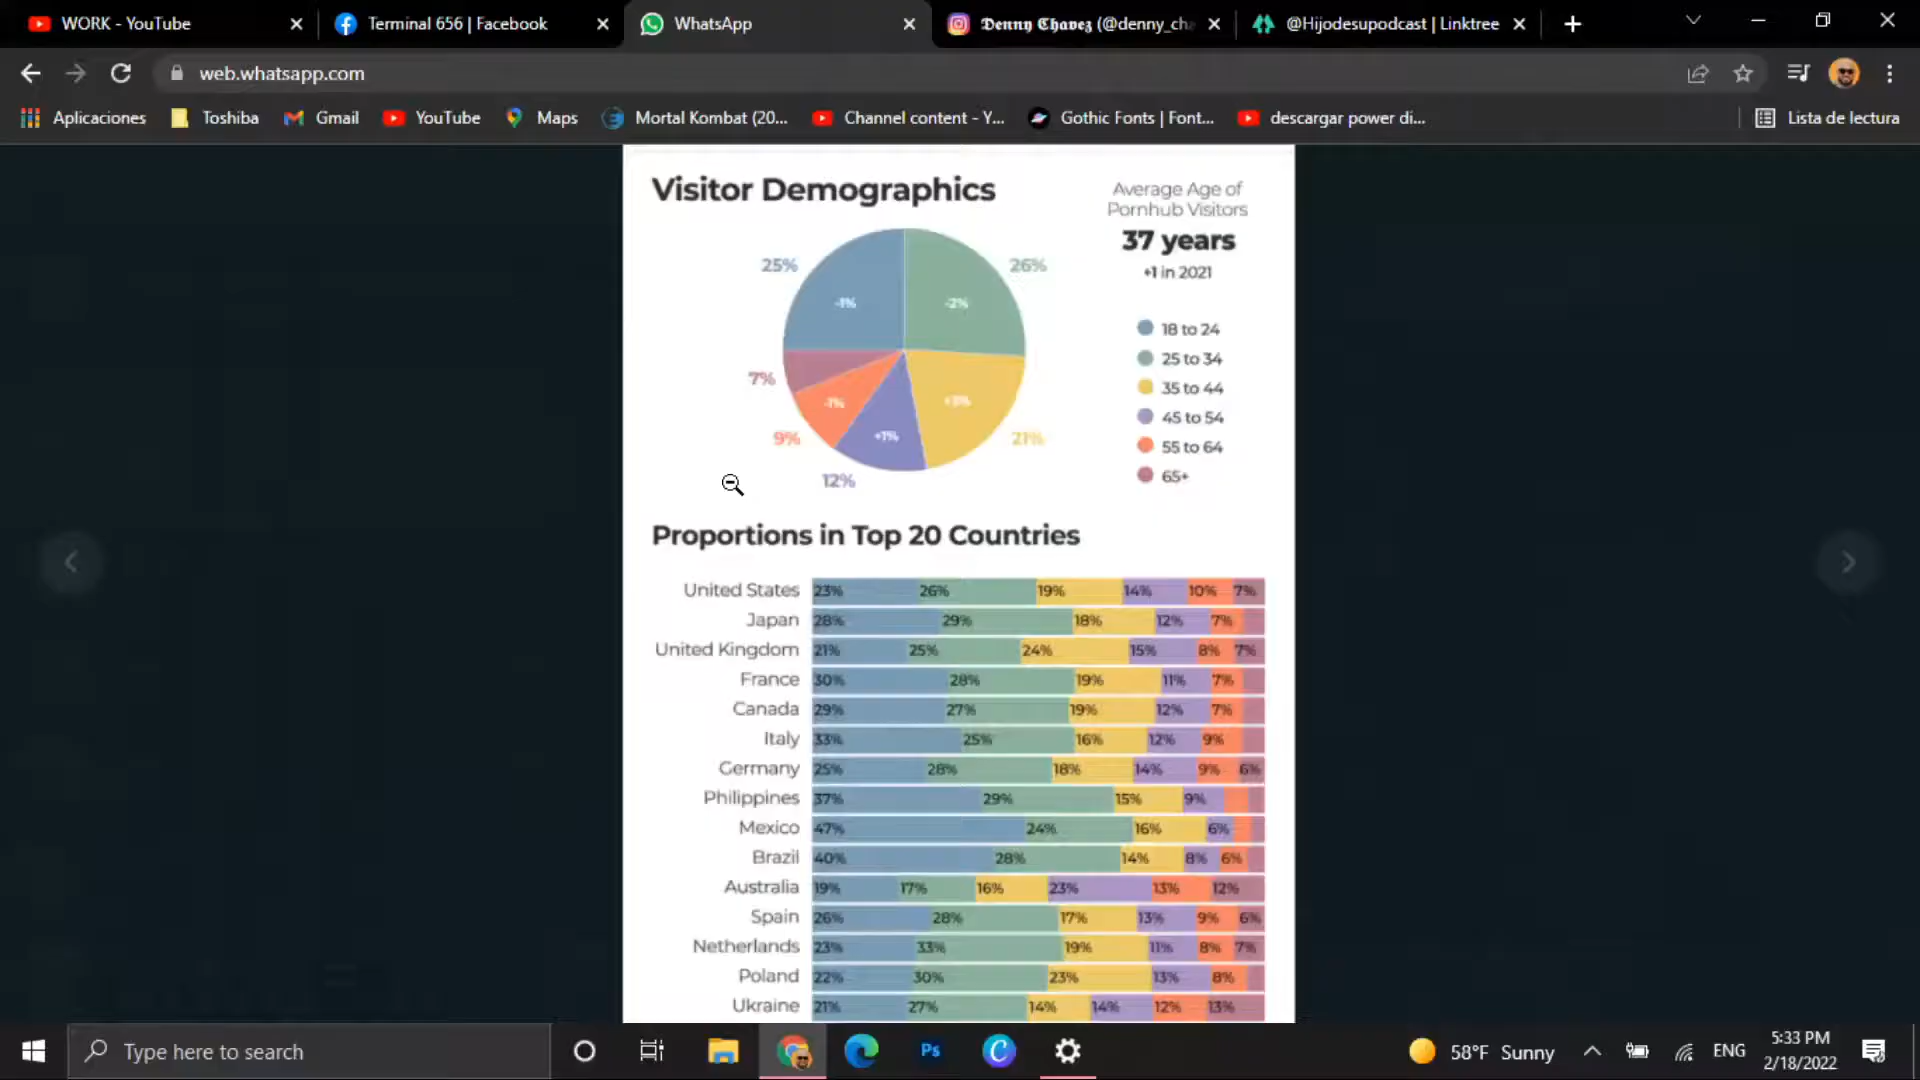 WORK - YouTube
Terminal 656 | Facebook
WhatsApp
𝕯𝖊𝖓𝖓𝖞 𝕮𝖍𝖆𝖛𝖊𝖟 (@denny_cha
@Hijodesupodcast | Linktree
web.whatsapp.com
Aplicaciones
Toshiba
Gmail
YouTube
Maps
Mortal Kombat (20...
Channel content - Y...
Gothic Fonts | Font...
descargar power di...
Lista de lectura
Visitor Demographics
Average Age of
Pornhub Visitors
37 years
+1 in 2021
25%
26%
-1%
-2%
7%
-1%
+3%
+1%
9%
21%
12%
18 to 24
25 to 34
35 to 44
45 to 54
55 to 64
65+
Proportions in Top 20 Countries
United States 23% 26% 19% 14% 10% 7%
Japan 28% 29% 18% 12% 7%
United Kingdom 21% 25% 24% 15% 8% 7%
France 30% 28% 19% 11% 7%
Canada 29% 27% 19% 12% 7%
Italy 33% 25% 16% 12% 9%
Germany 25% 28% 18% 14% 9% 6%
Philippines 37% 29% 15% 9%
Mexico 47% 24% 16% 6%
Brazil 40% 28% 14% 8% 6%
Australia 19% 17% 16% 23% 13% 12%
Spain 26% 28% 17% 13% 9% 6%
Netherlands 23% 33% 19% 11% 8% 7%
Poland 22% 30% 23% 13% 8%
Ukraine 21% 27% 14% 14% 12% 13%
Type here to search
Ps
58°F Sunny
ENG
5:33 PM
2/18/2022